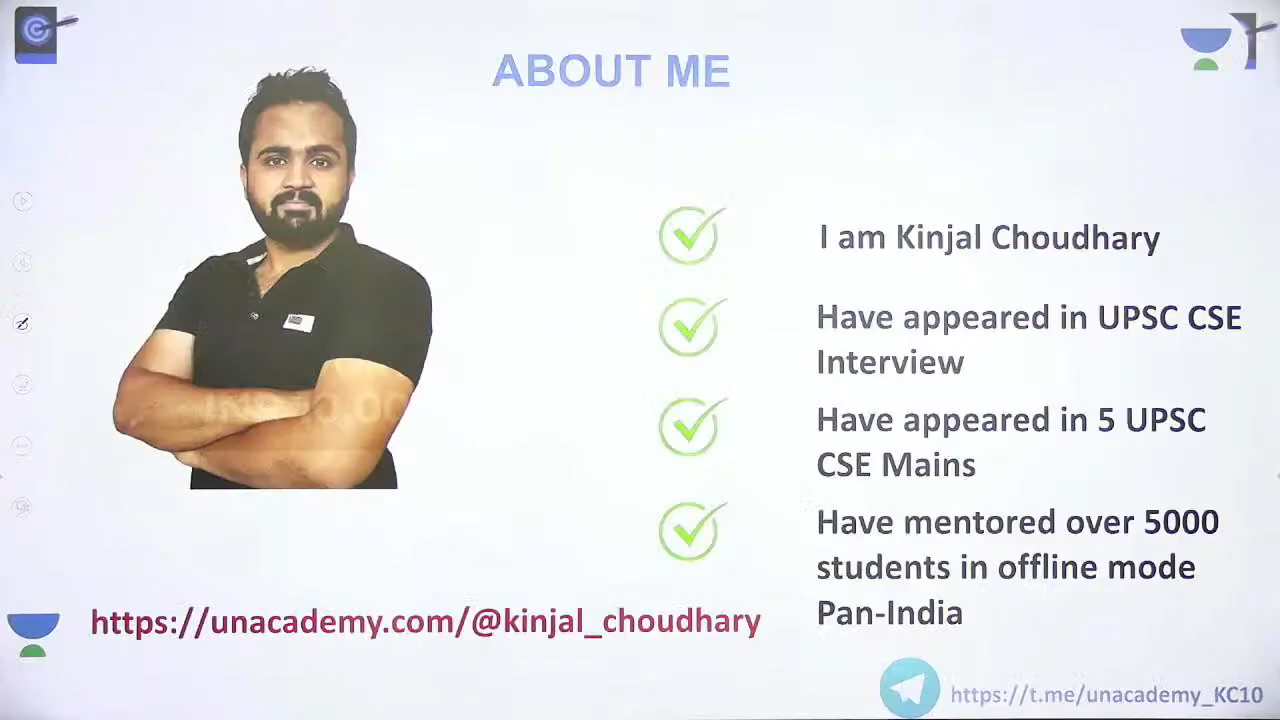 ABOUT ME
I am Kinjal Choudhary
Have appeared in UPSC CSE
Interview
Have appeared in 5 UPSC
CSE Mains
Have mentored over 5000
students in offline mode
Pan-India
https://unacademy.com/@kinjal_choudhary
https://t.me/unacademy_KC10